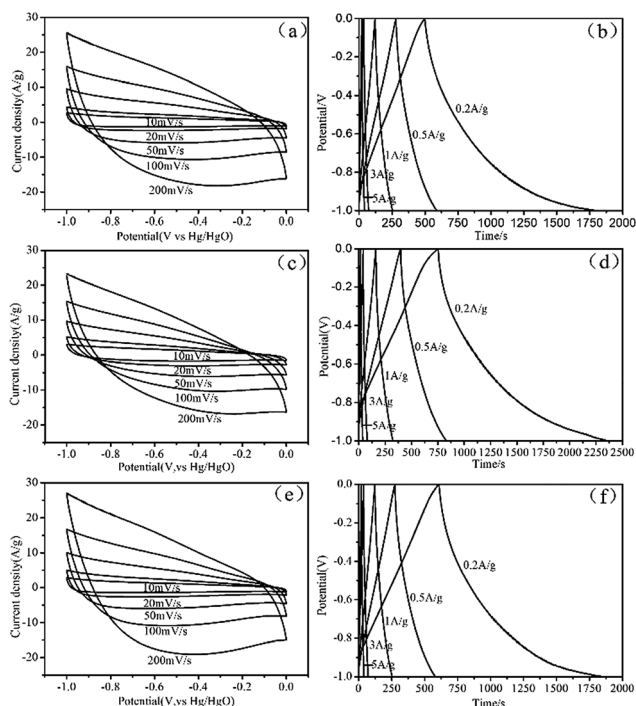 (a)
Current density(A/g)
30
20
10
0
-10
-20
10mV/s
20mV/s
50mV/s
100mV/s
200mV/s
-1.0 -0.8 -0.6 -0.4 -0.2 0.0
Potential(V vs Hg/HgO)
(b)
Potential/V
-0.0
-0.2
-0.4
-0.6
-0.8
-1.0
0.2A/g
0.5A/g
1A/g
3A/g
5A/g
0 250 500 750 1000 1250 1500 1750 2000
Time/s
(c)
Current density(A/g)
30
20
10
0
-10
-20
10mV/s
20mV/s
50mV/s
100mV/s
200mV/s
-1.0 -0.8 -0.6 -0.4 -0.2 0.0
Potential(V,vs Hg/HgO)
(d)
Potential(V)
0.0
-0.2
-0.4
-0.6
-0.8
-1.0
0.2A/g
0.5A/g
1A/g
3A/g
5A/g
0 250 500 750 1000 1250 1500 1750 2000 2250 2500
Time/s
(e)
Current density(A/g)
30
20
10
0
-10
-20
10mV/s
20mV/s
50mV/s
100mV/s
200mV/s
-1.0 -0.8 -0.6 -0.4 -0.2 0.0
Potential(V,vs Hg/HgO)
(f)
Potential(V)
0.0
-0.2
-0.4
-0.6
-0.8
-1.0
0.2A/g
0.5A/g
1A/g
3A/g
5A/g
0 250 500 750 1000 1250 1500 1750 2000
Time/s